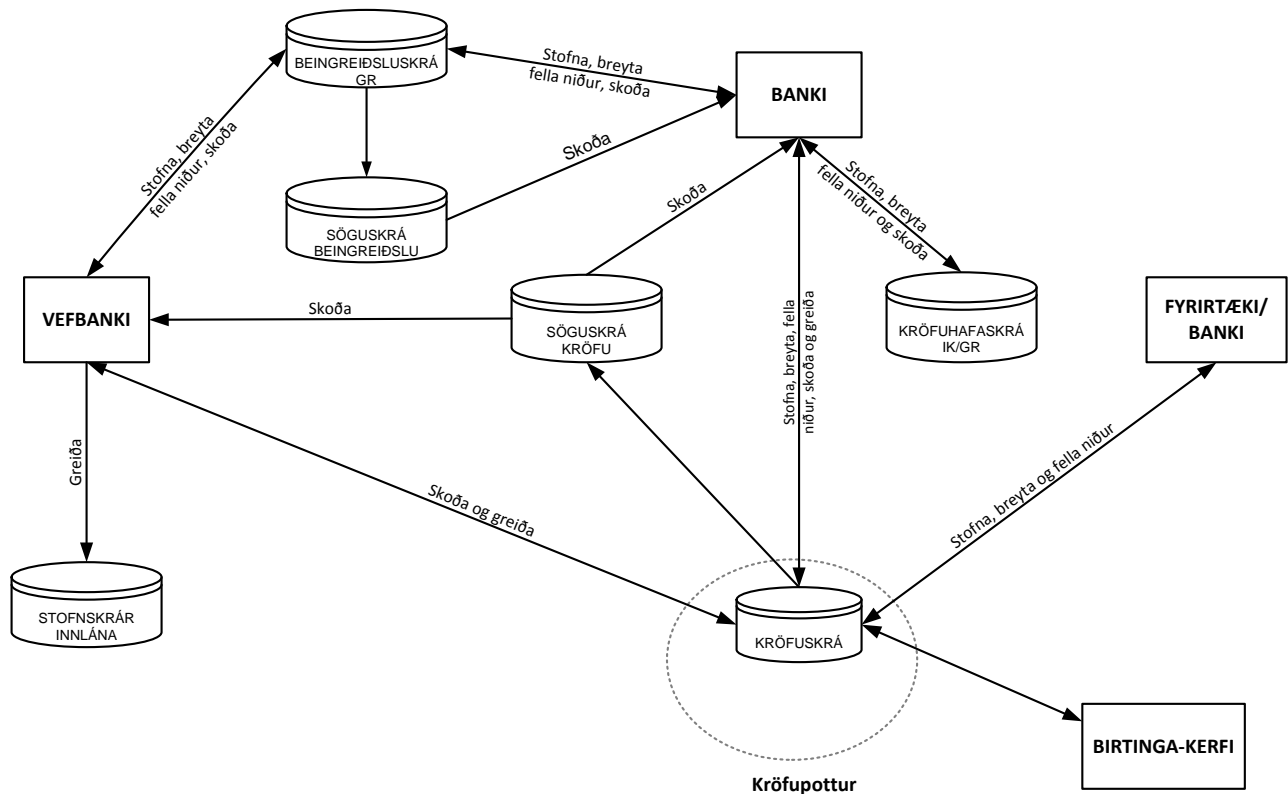 BEINGREIÐSLUSKRÁ
GR
Stofna, breyta
fella niður, skoða
BANKI
Stofna, breyta
fella niður, skoða
Skoða
SÖGUSKRÁ
BEINGREIÐSLU
Skoða
Stofna, breyta
fella niður og skoða
VEFBANKI
Skoða
SÖGUSKRÁ
KRÖFU
KRÖFUHAFASKRÁ
IK/GR
FYRIRTÆKI/
BANKI
Stofna, breyta, fella
niður, skoða og greiða
Greiða
Skoða og greiða
Stofna, breyta og fella niður
STOFNSKRÁR
INNLÁNA
KRÖFUSKRÁ
BIRTINGA-KERFI
Kröfupottur